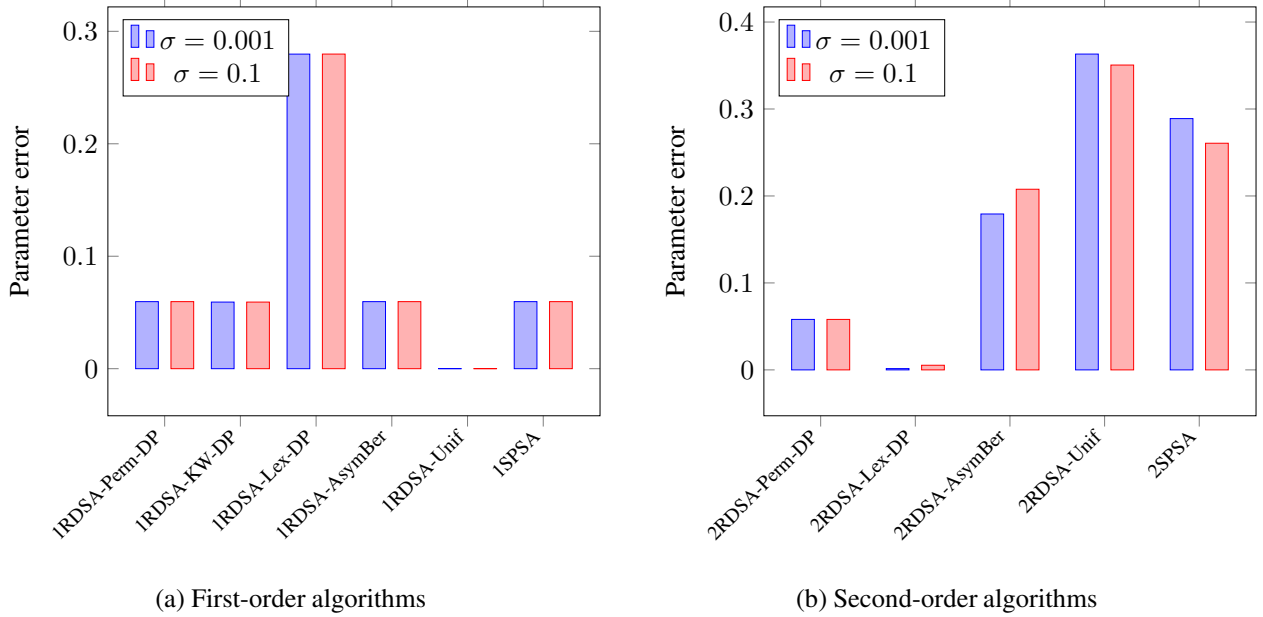 Parameter error
0.3
0.2
0.1
0
σ = 0.001
σ = 0.1
1RDSA-Perm-DP
1RDSA-KW-DP
1RDSA-Lex-DP
1RDSA-AsymBer
1RDSA-Unif
1SPSA
(a) First-order algorithms
Parameter error
0.4
0.3
0.2
0.1
0
σ = 0.001
σ = 0.1
2RDSA-Perm-DP
2RDSA-Lex-DP
2RDSA-AsymBer
2RDSA-Unif
2SPSA
(b) Second-order algorithms